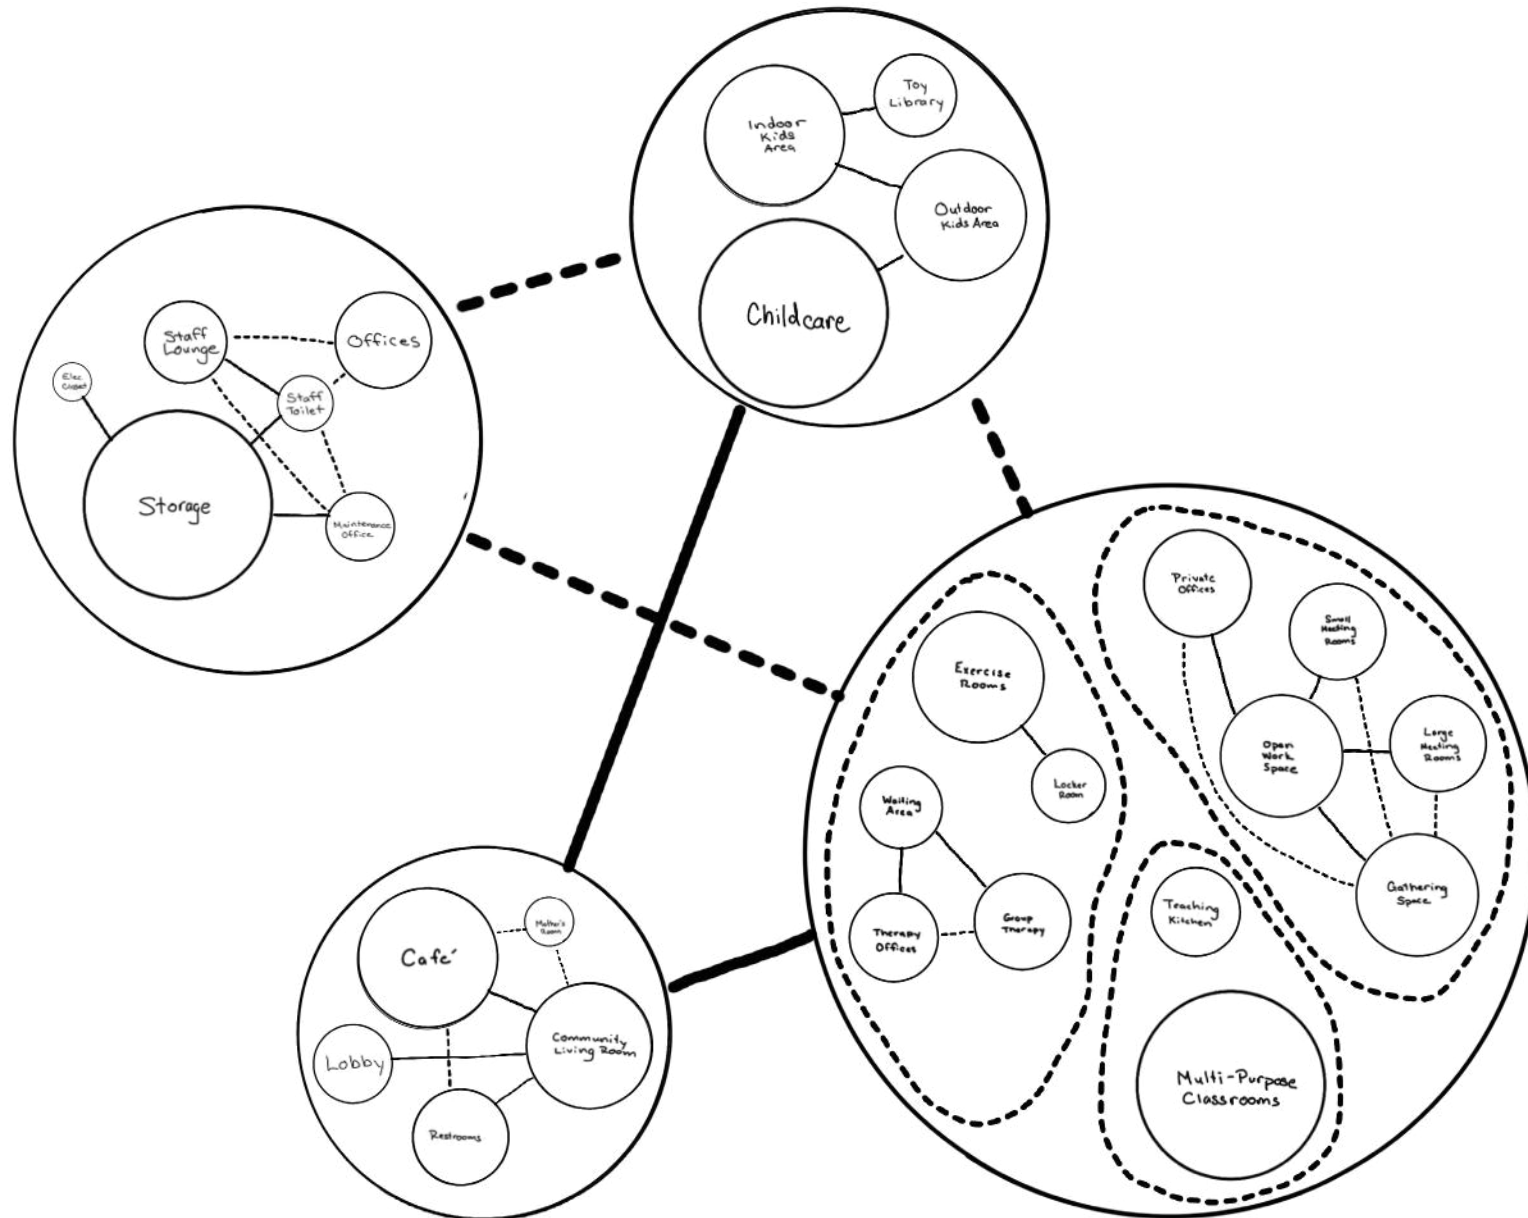 Toy
Library
Indoor
Kids
Area
Outdoor
Kids Area
Childcare
Staff
Lounge
Offices
Elec
Closet
Staff
Toilet
Storage
Maintenance
Office
Private
Offices
Small
Meeting
Rooms
Exercise
Rooms
Open
Work
Space
Large
Meeting
Rooms
Locker
Room
Waiting
Area
Gathering
Space
Teaching
Kitchen
Therapy
Offices
Group
Therapy
Multi-Purpose
Classrooms
Café
Mother's
Room
Community
Living Room
Lobby
Restrooms